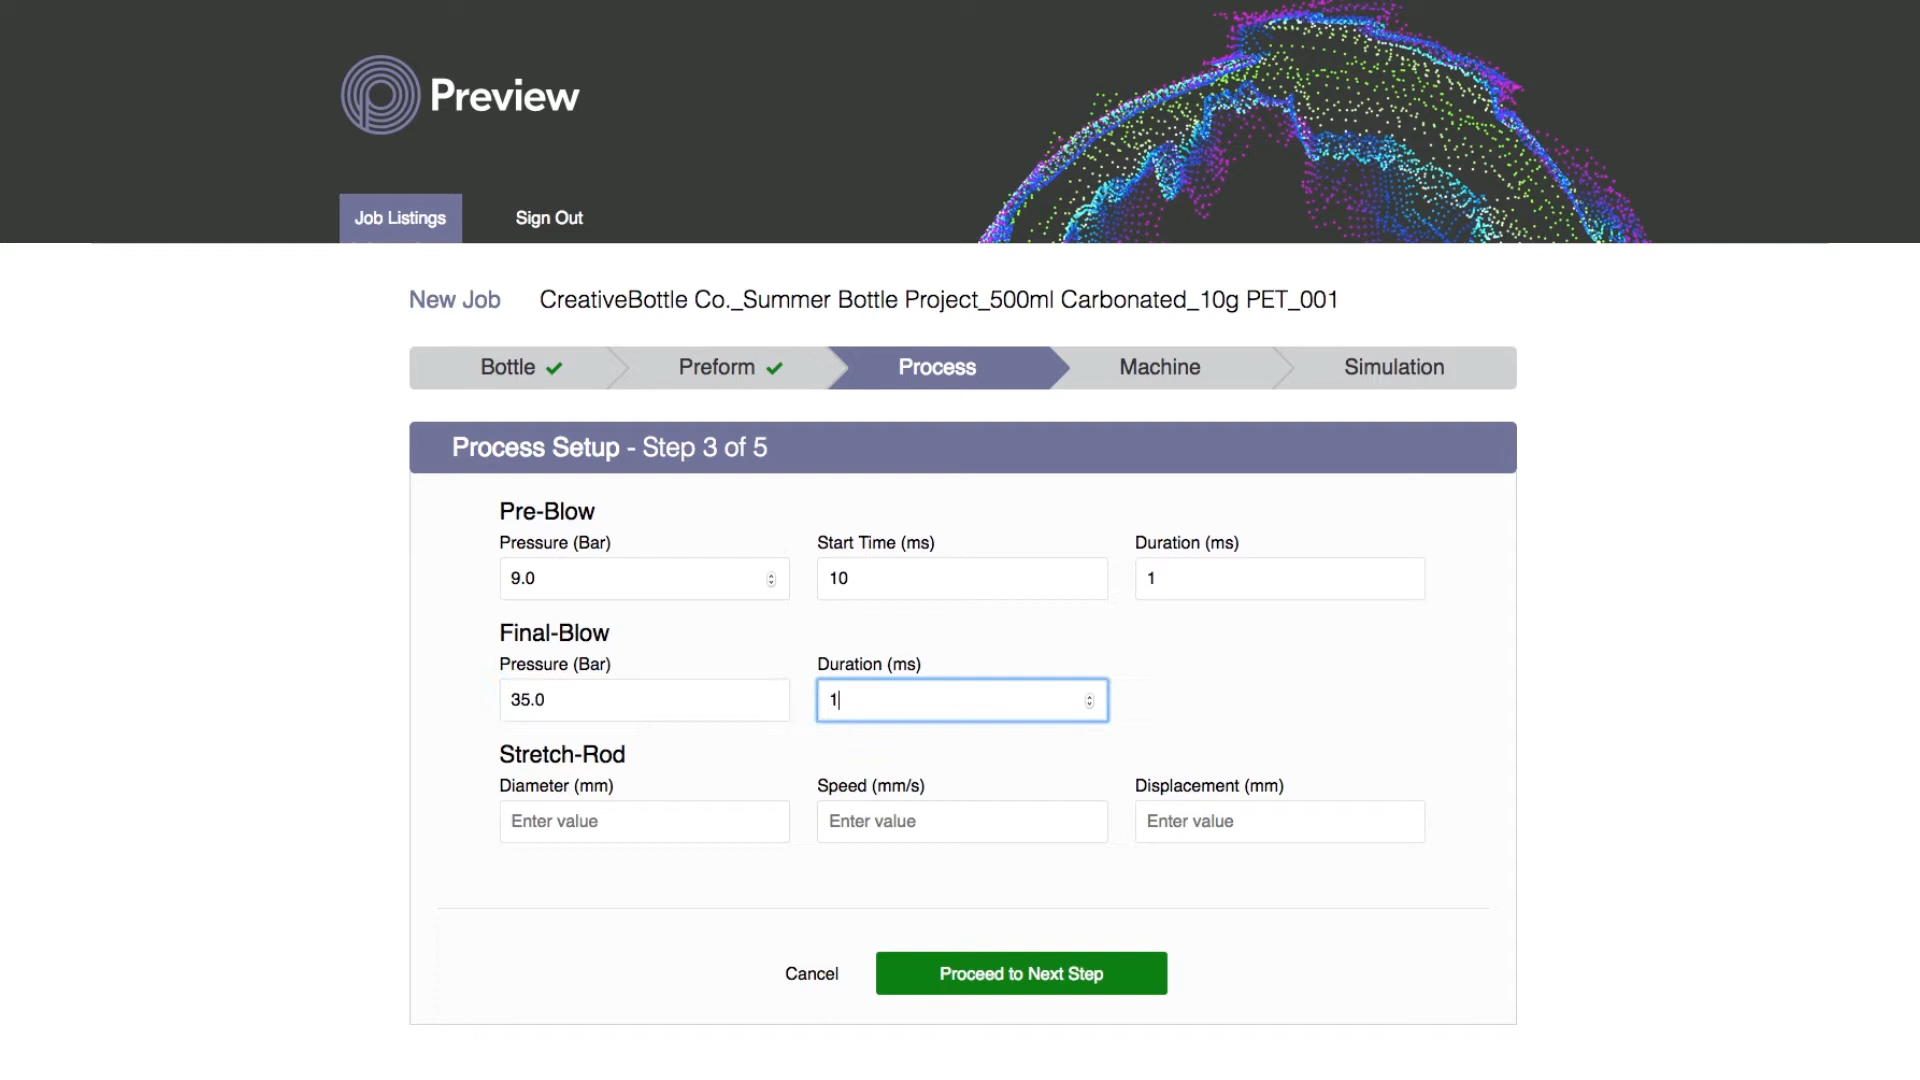 Preview
Job Listings Sign Out
New Job CreativeBottle Co._Summer Bottle Project_500ml Carbonated_10g PET_001
Bottle Preform Process Machine Simulation
Process Setup - Step 3 of 5
Pre-Blow
Pressure (Bar) Start Time (ms) Duration (ms)
9.0 10 1
Final-Blow
Pressure (Bar) Duration (ms)
35.0 1
Stretch-Rod
Diameter (mm) Speed (mm/s) Displacement (mm)
Enter value Enter value Enter value
Cancel Proceed to Next Step